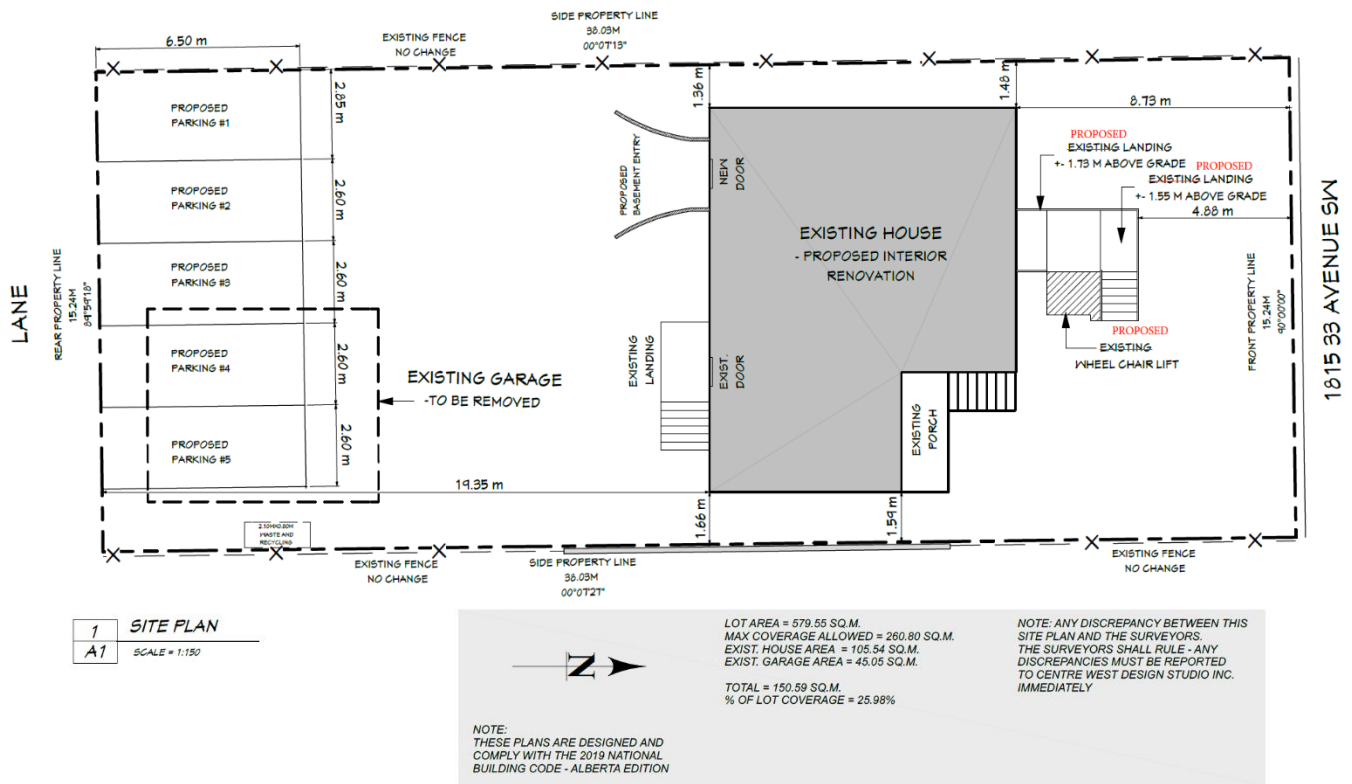 SIDE PROPERTY LINE
38.03M
00°07'13"
EXISTING FENCE
NO CHANGE
6.50 m
2.85 m
1.36 m
1.48 m
8.73 m
PROPOSED
PARKING #1
PROPOSED
PARKING #2
2.60 m
PROPOSED
PARKING #3
2.60 m
PROPOSED
PARKING #4
2.60 m
PROPOSED
PARKING #5
2.60 m
LANE
REAR PROPERTY LINE
15.24M
EXISTING GARAGE
-TO BE REMOVED
PROPOSED
BASEMENT ENTRY
NEW
DOOR
EXISTING HOUSE
- PROPOSED INTERIOR
RENOVATION
EXISTING
LANDING
EXIST.
DOOR
EXISTING
PORCH
PROPOSED
EXISTING LANDING
+- 1.73 M ABOVE GRADE
PROPOSED
EXISTING LANDING
+- 1.55 M ABOVE GRADE
4.88 m
PROPOSED
EXISTING
WHEEL CHAIR LIFT
FRONT PROPERTY LINE
15.24M
90°00'00"
1815 33 AVENUE SW
19.35 m
1.66 m
1.59 m
WASTE AND
RECYCLING
EXISTING FENCE
NO CHANGE
SIDE PROPERTY LINE
38.03M
00°07'27"
EXISTING FENCE
NO CHANGE
1
A1
SITE PLAN
SCALE = 1:150
N
NOTE:
THESE PLANS ARE DESIGNED AND
COMPLY WITH THE 2019 NATIONAL
BUILDING CODE - ALBERTA EDITION
LOT AREA = 579.55 SQ.M.
MAX COVERAGE ALLOWED = 260.80 SQ.M.
EXIST. HOUSE AREA = 105.54 SQ.M.
EXIST. GARAGE AREA = 45.05 SQ.M.
TOTAL = 150.59 SQ.M.
% OF LOT COVERAGE = 25.98%
NOTE: ANY DISCREPANCY BETWEEN THIS
SITE PLAN AND THE SURVEYORS.
THE SURVEYORS SHALL RULE - ANY
DISCREPANCIES MUST BE REPORTED
TO CENTRE WEST DESIGN STUDIO INC.
IMMEDIATELY